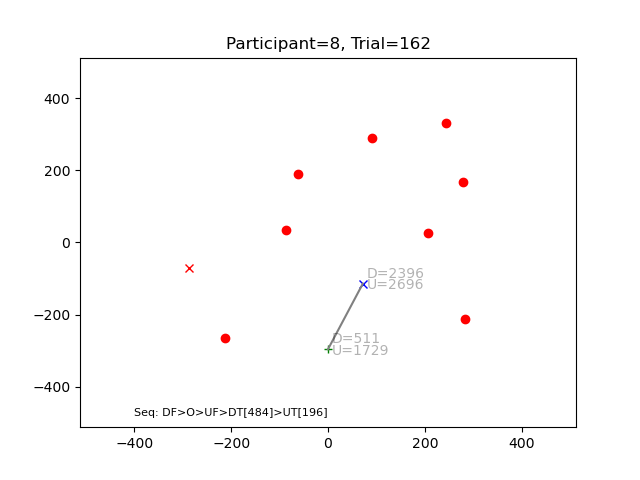 Participant=8, Trial=162
400
200
0
−200
−400
D=2396
U=2696
D=511
U=1729
Seq: DF>O>UF>DT[484]>UT[196]
−400 −200 0 200 400